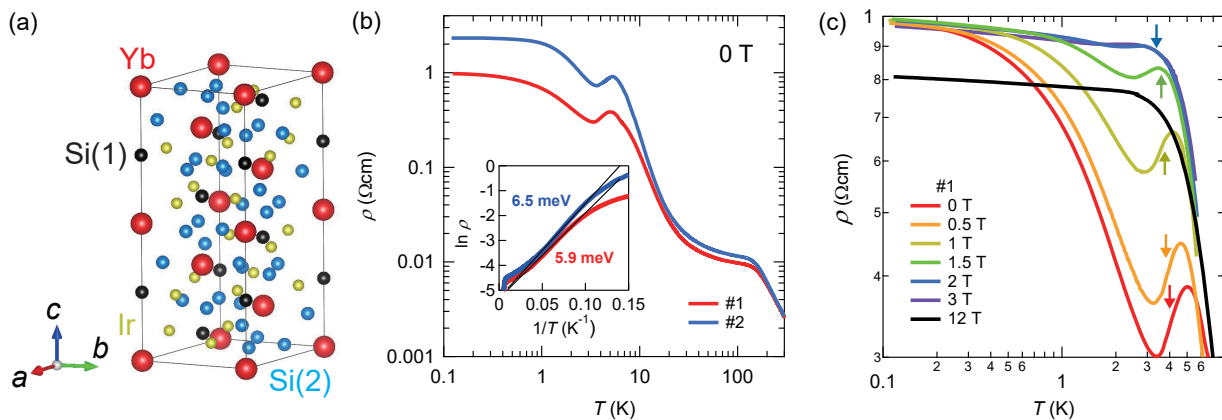 (a)
Yb
Si(1)
Ir
Si(2)
c
b
a
(b)
0 T
ρ (Ωcm)
10
1
0.1
0.01
0.001
0.1
1
10
100
T (K)
#1
#2
ln ρ
0
-1
-2
-3
-4
-5
6.5 meV
5.9 meV
0.05
0.10
0.15
1/T (K⁻¹)
(c)
ρ (Ωcm)
1
9
8
7
6
5
4
3
#1
0 T
0.5 T
1 T
1.5 T
2 T
3 T
12 T
0.1
2
3
4
5
6
1
2
3
4
5
6
T (K)